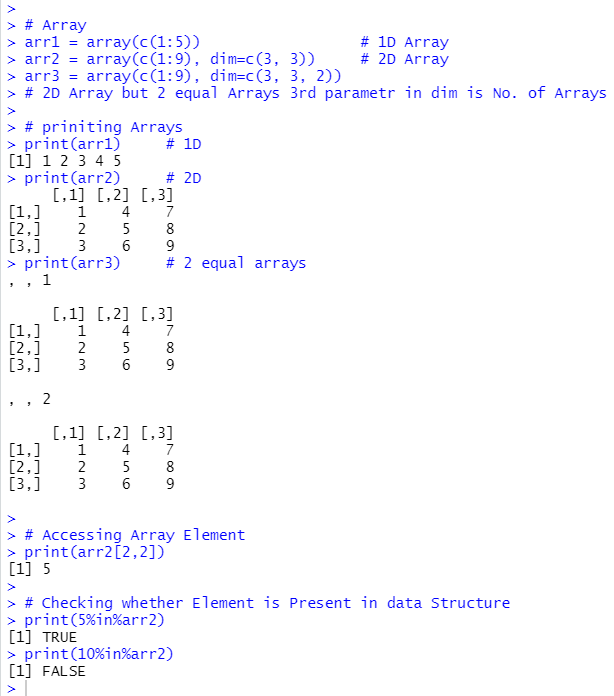 >
> # Array
> arr1 = array(c(1:5))                  # 1D Array
> arr2 = array(c(1:9), dim=c(3, 3))     # 2D Array
> arr3 = array(c(1:9), dim=c(3, 3, 2))
> # 2D Array but 2 equal Arrays 3rd parametr in dim is No. of Arrays
>
> # priniting Arrays
> print(arr1)     # 1D
[1] 1 2 3 4 5
> print(arr2)     # 2D
     [,1] [,2] [,3]
[1,]    1    4    7
[2,]    2    5    8
[3,]    3    6    9
> print(arr3)     # 2 equal arrays
, , 1
     [,1] [,2] [,3]
[1,]    1    4    7
[2,]    2    5    8
[3,]    3    6    9
, , 2
     [,1] [,2] [,3]
[1,]    1    4    7
[2,]    2    5    8
[3,]    3    6    9
>
> # Accessing Array Element
> print(arr2[2,2])
[1] 5
>
> # Checking whether Element is Present in data Structure
> print(5%in%arr2)
[1] TRUE
> print(10%in%arr2)
[1] FALSE
>